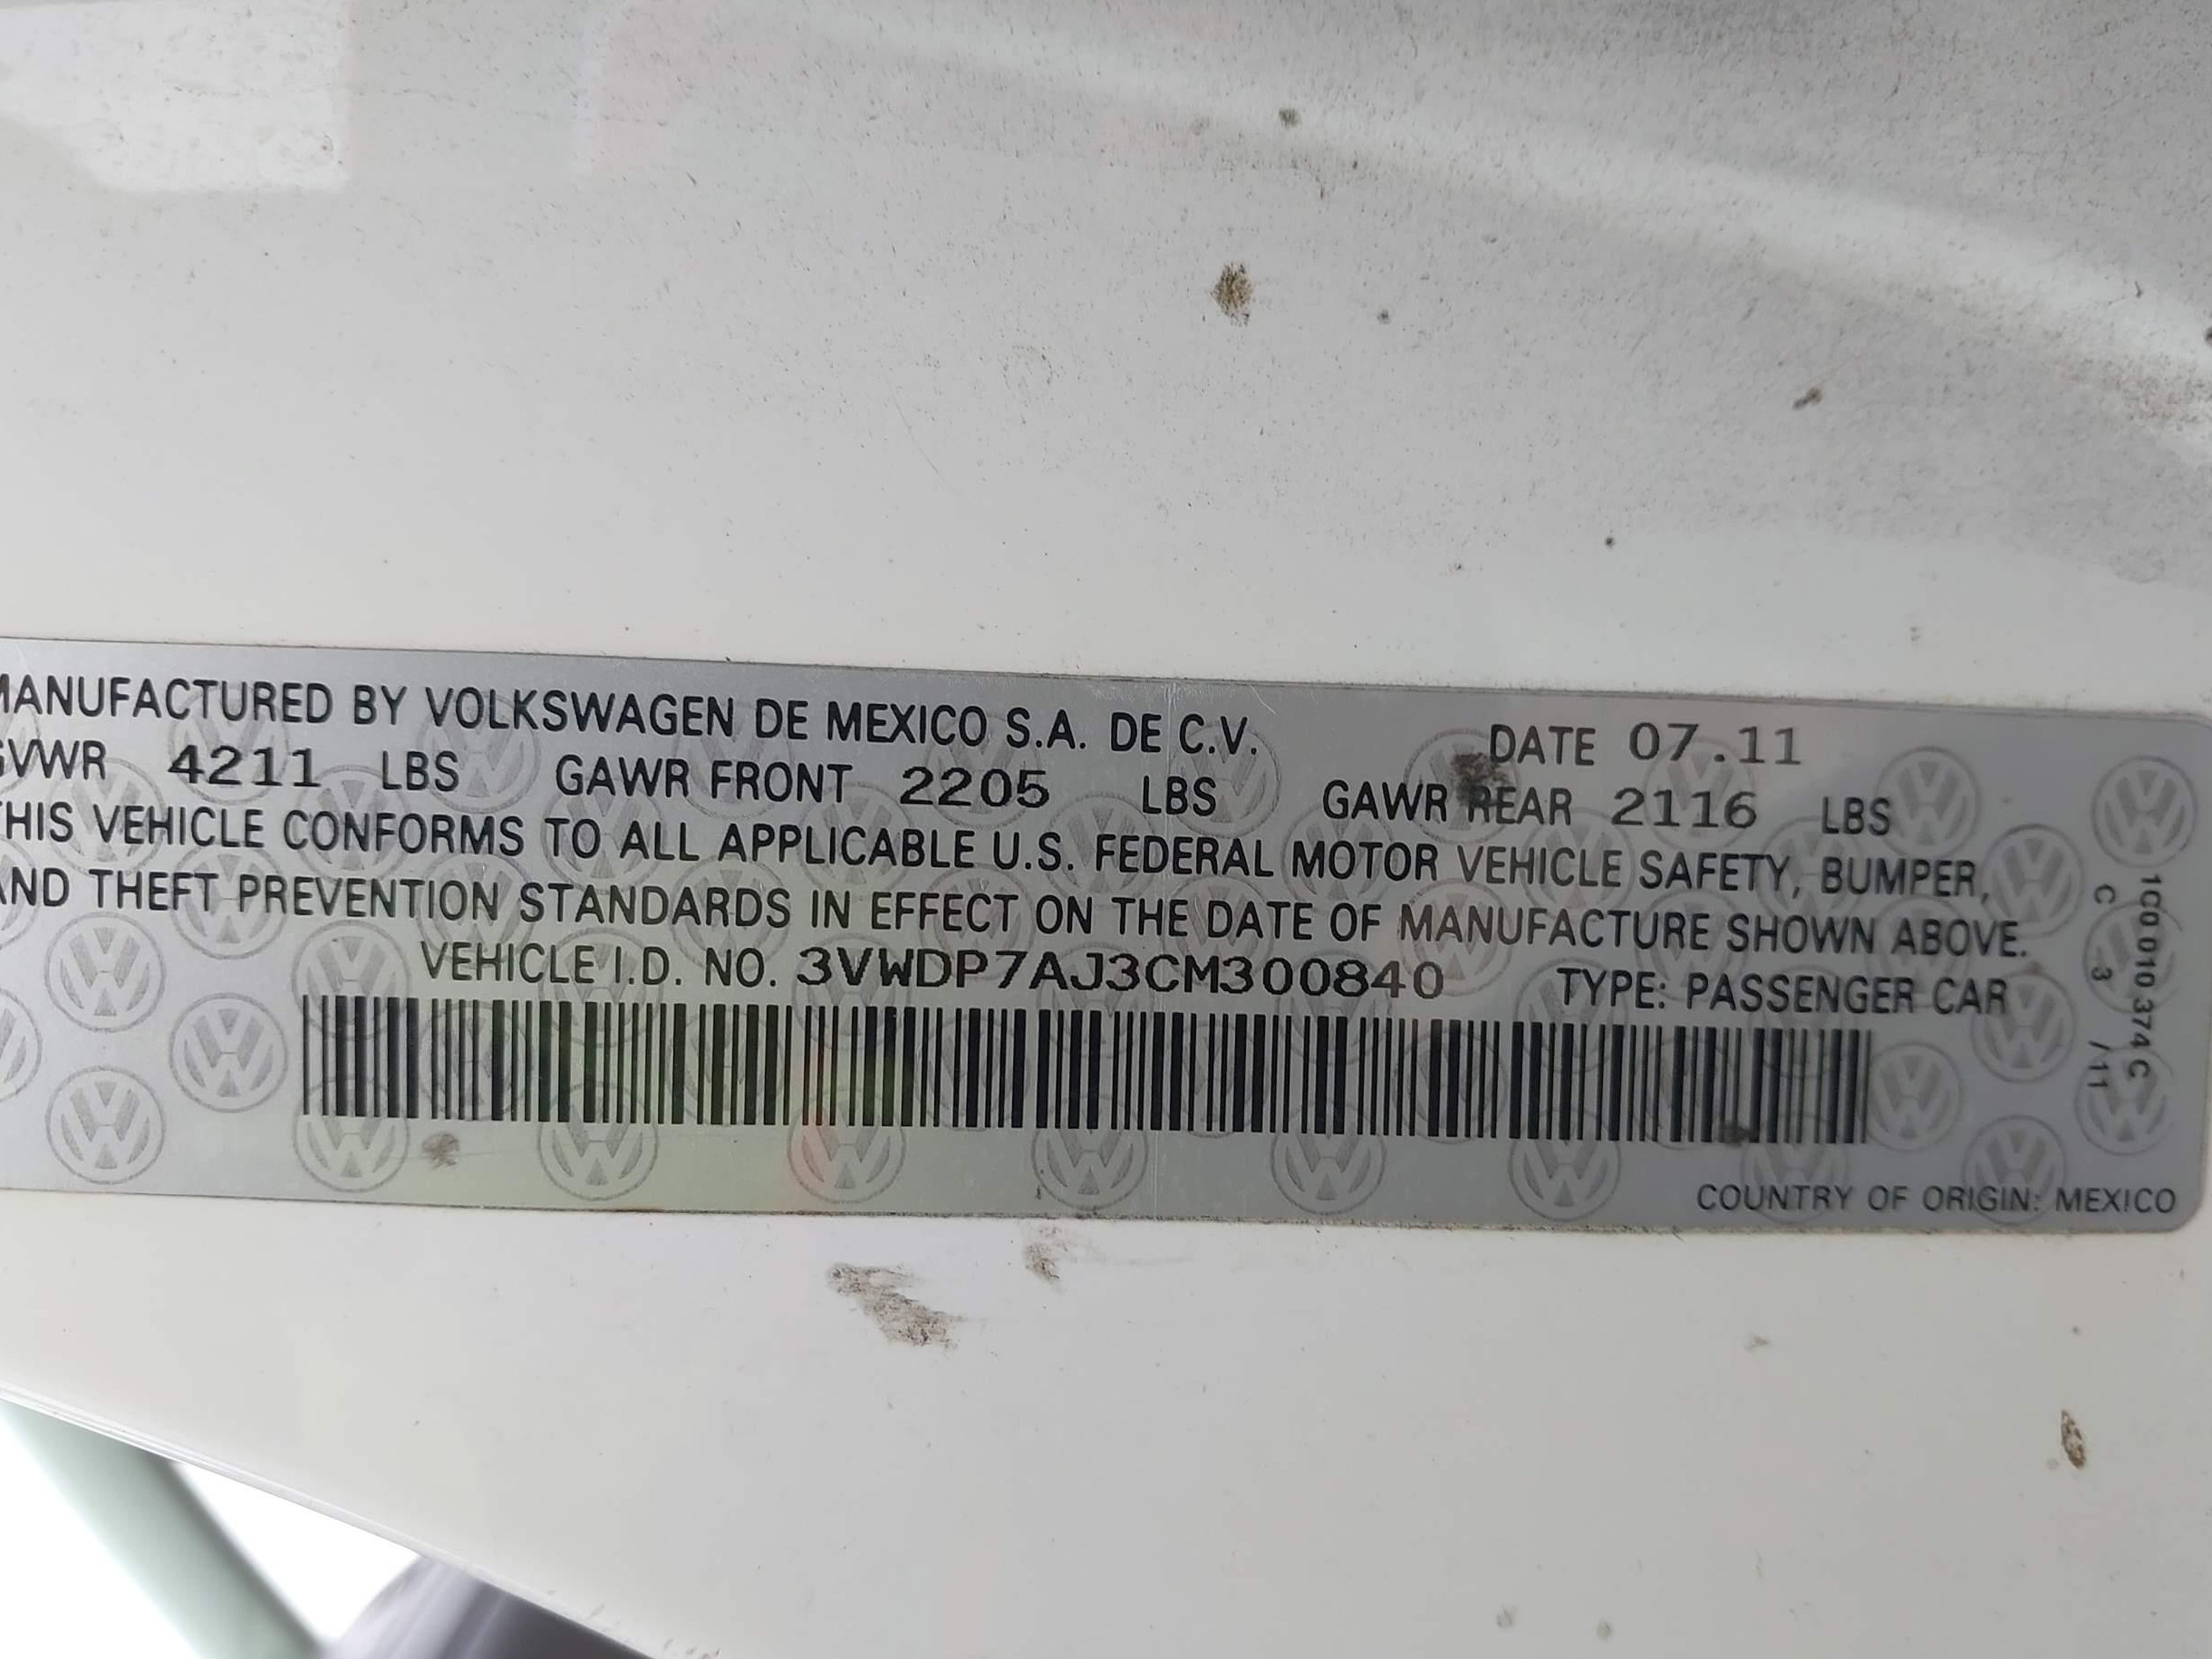 MANUFACTURED BY VOLKSWAGEN DE MEXICO S.A. DE C.V. DATE 07.11
GVWR 4211 LBS GAWR FRONT 2205 LBS GAWR REAR 2116 LBS
THIS VEHICLE CONFORMS TO ALL APPLICABLE U.S. FEDERAL MOTOR VEHICLE SAFETY, BUMPER,
AND THEFT PREVENTION STANDARDS IN EFFECT ON THE DATE OF MANUFACTURE SHOWN ABOVE.
VEHICLE I.D. NO. 3VWDP7AJ3CM300840 TYPE: PASSENGER CAR
COUNTRY OF ORIGIN: MEXICO
1C0 010 374 C
C 3 /11